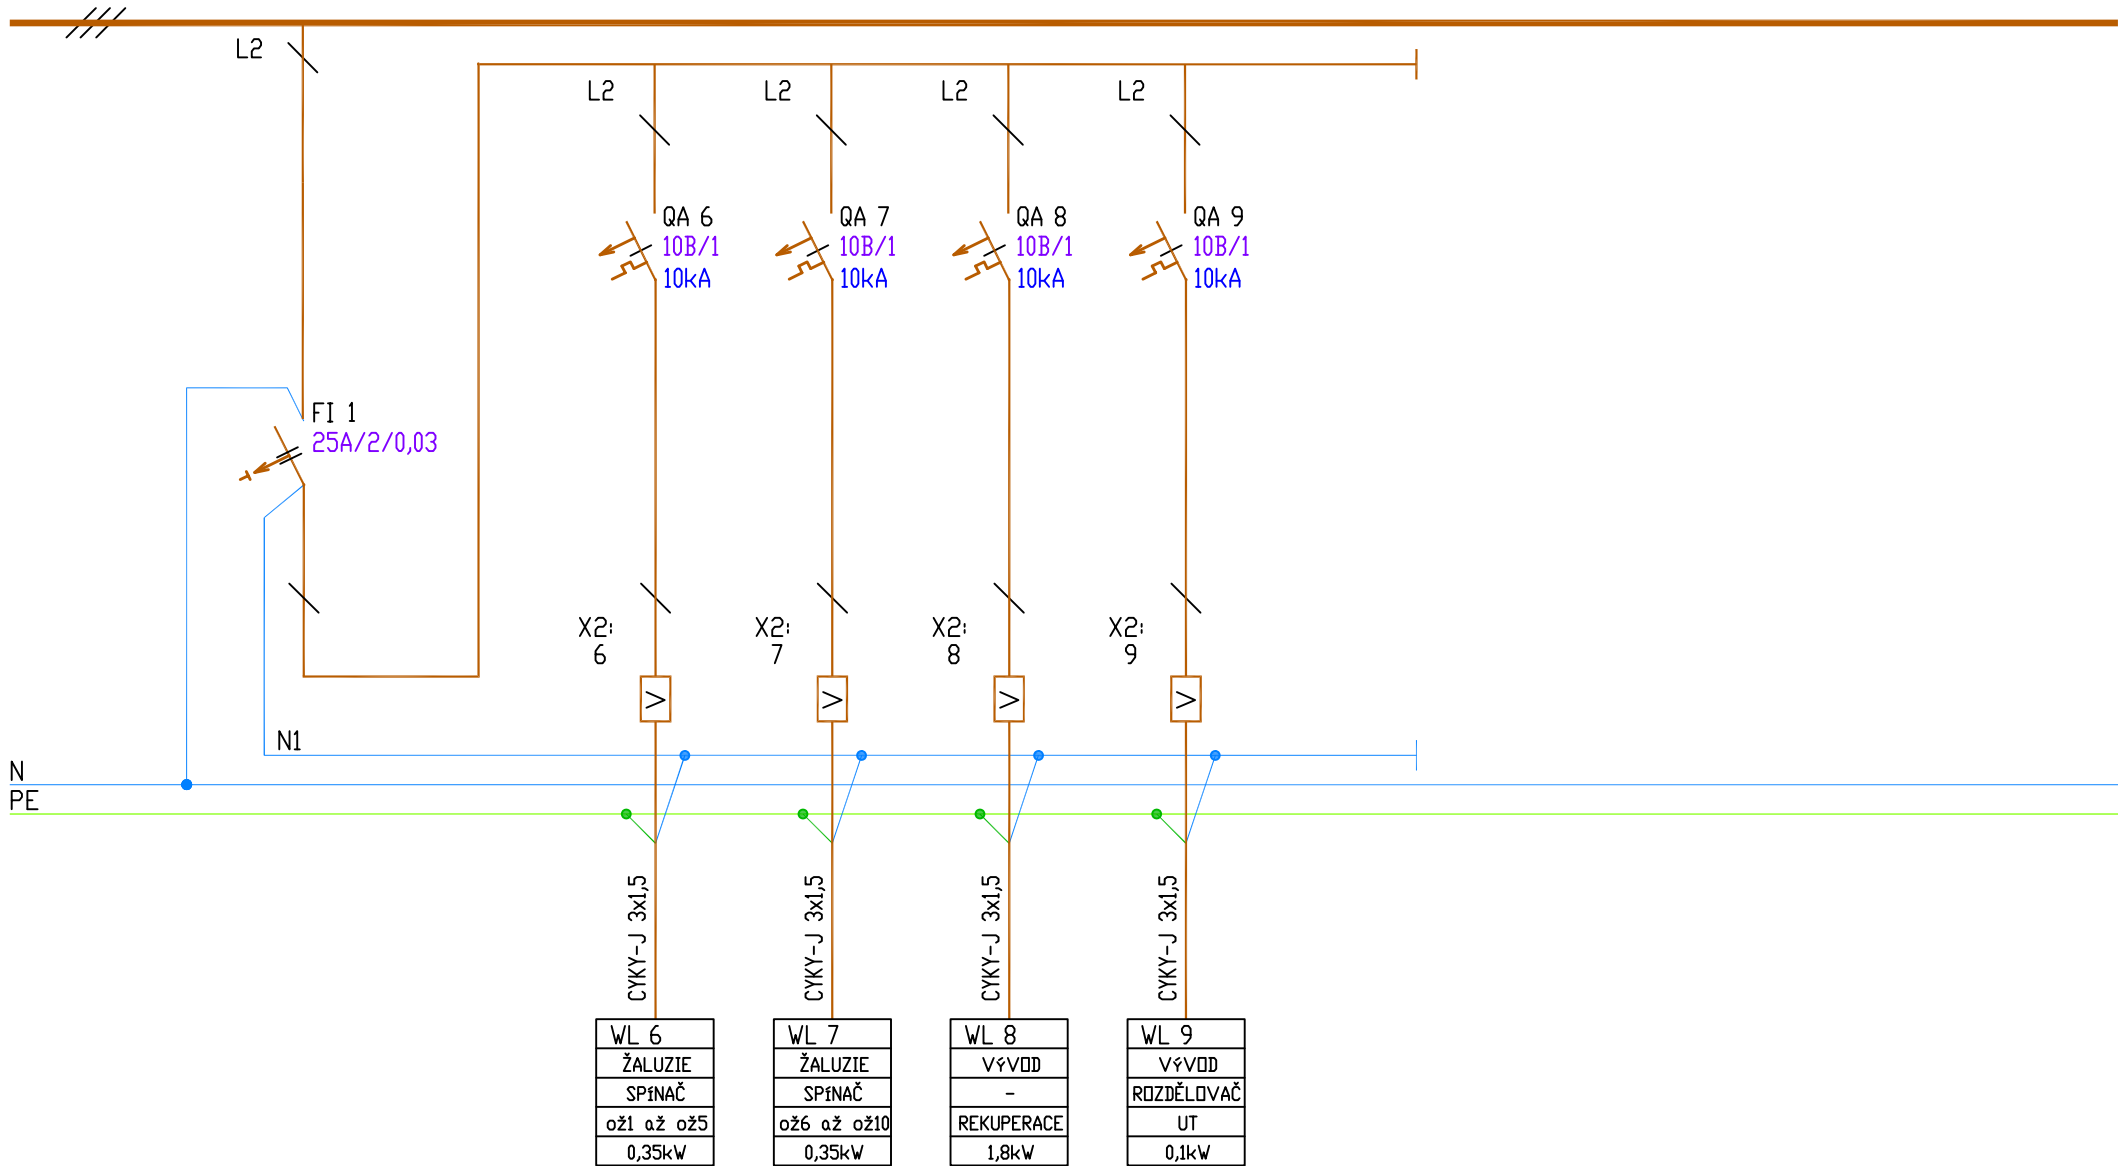 L2
L2
L2
L2
L2
QA 6
10B/1
10kA
QA 7
10B/1
10kA
QA 8
10B/1
10kA
QA 9
10B/1
10kA
FI 1
25A/2/0,03
X2:
6
X2:
7
X2:
8
X2:
9
N1
N
PE
CYKY-J 3x1,5
CYKY-J 3x1,5
CYKY-J 3x1,5
CYKY-J 3x1,5
WL 6
ŽALUZIE
SPíNAČ
ož1 až ož5
0,35kW
WL 7
ŽALUZIE
SPíNAČ
ož6 až ož10
0,35kW
WL 8
VýVOD
-
REKUPERACE
1,8kW
WL 9
VýVOD
ROZDĚLOVAČ
UT
0,1kW